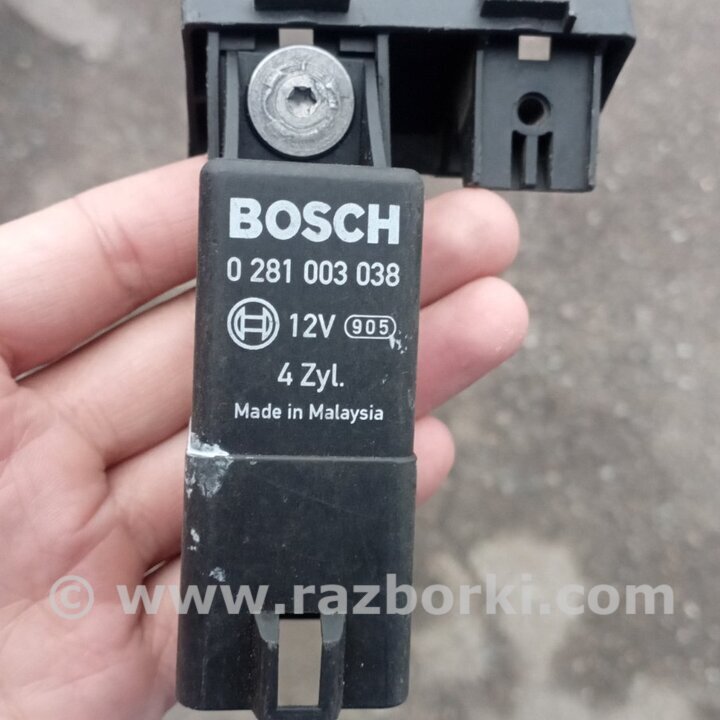 BOSCH
0 281 003 038
12V 905
4 Zyl.
Made in Malaysia
© www.razborki.com